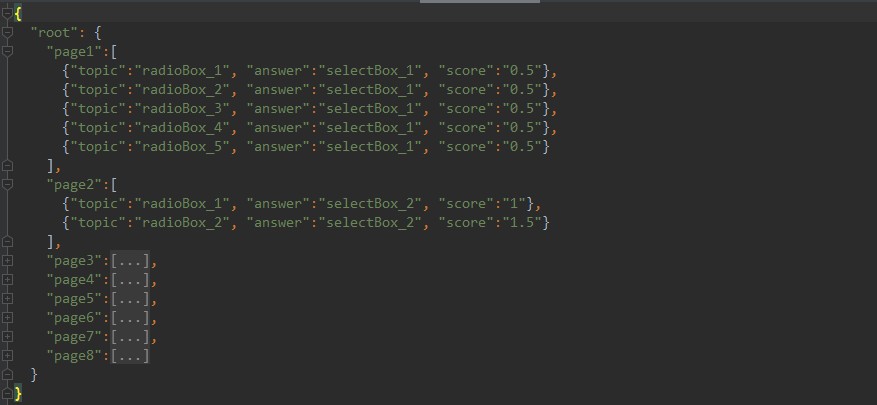 {
"root": {
"page1":[
{"topic":"radioBox_1", "answer":"selectBox_1", "score":"0.5"},
{"topic":"radioBox_2", "answer":"selectBox_1", "score":"0.5"},
{"topic":"radioBox_3", "answer":"selectBox_1", "score":"0.5"},
{"topic":"radioBox_4", "answer":"selectBox_1", "score":"0.5"},
{"topic":"radioBox_5", "answer":"selectBox_1", "score":"0.5"}
],
"page2":[
{"topic":"radioBox_1", "answer":"selectBox_2", "score":"1"},
{"topic":"radioBox_2", "answer":"selectBox_2", "score":"1.5"}
],
"page3":[...],
"page4":[...],
"page5":[...],
"page6":[...],
"page7":[...],
"page8":[...]
}
}